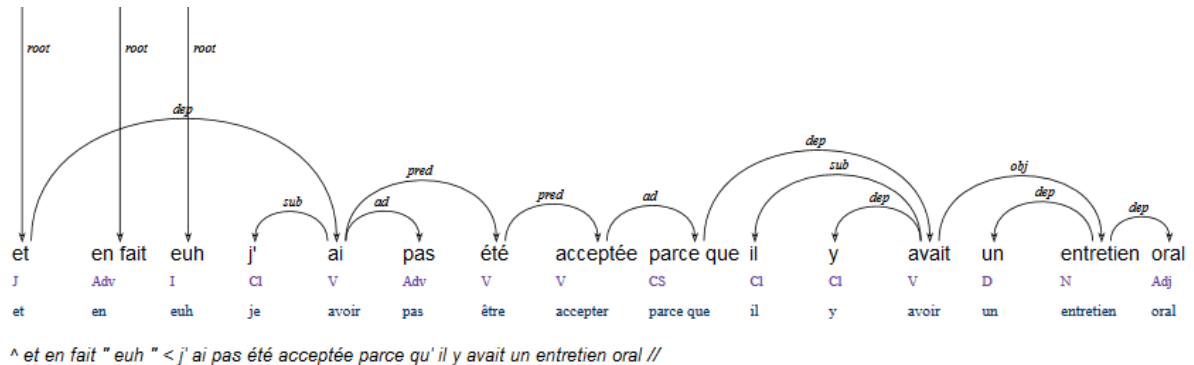 root root root
dep
dep
pred sub obj
pred ad dep dep
sub ad dep
et en fait euh j' ai pas été acceptée parce que il y avait un entretien oral
J Adv I Cl V Adv V V CS Cl Cl V D N Adj
et en euh je avoir pas être accepter parce que il y avoir un entretien oral
^ et en fait " euh " < j' ai pas été acceptée parce qu' il y avait un entretien oral //